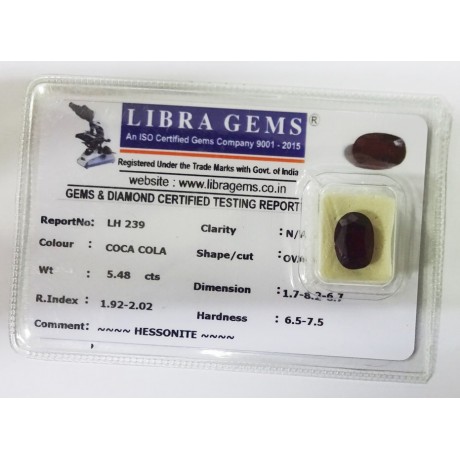 LIBRA GEMS ®
An ISO Certified Gems Company 9001 - 2015
Registered Under the Trade Marks with Govt. of India
website : www.libragems.co.in
GEMS & DIAMOND CERTIFIED TESTING REPORT
ReportNo: LH 239 Clarity : N/
Colour : COCA COLA Shape/cut : OV
Wt : 5.48 cts Dimension : 1.7-8.2-6.7
R.Index : 1.92-2.02 Hardness : 6.5-7.5
Comment: ~~~~ HESSONITE ~~~~